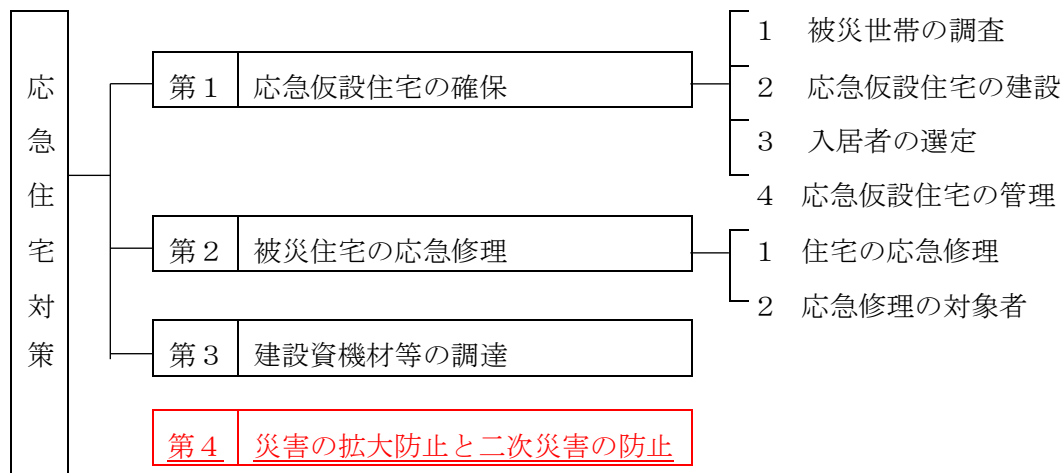 応急住宅対策
第１ 応急仮設住宅の確保
１ 被災世帯の調査
２ 応急仮設住宅の建設
３ 入居者の選定
４ 応急仮設住宅の管理
第２ 被災住宅の応急修理
１ 住宅の応急修理
２ 応急修理の対象者
第３ 建設資機材等の調達
第４ 災害の拡大防止と二次災害の防止